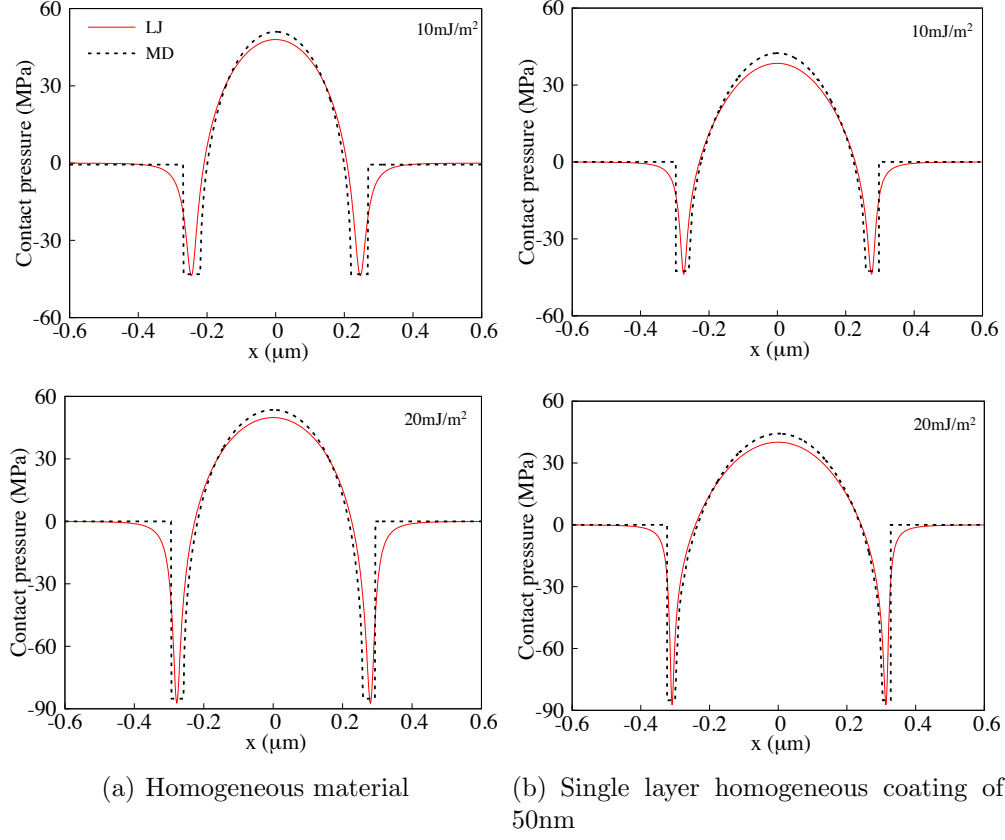 60
30
0
-30
-60
Contact pressure (MPa)
LJ
MD
10mJ/m²
-0.6 -0.4 -0.2 0 0.2 0.4 0.6
x (μm)
60
30
0
-30
-60
Contact pressure (MPa)
10mJ/m²
-0.6 -0.4 -0.2 0 0.2 0.4 0.6
x (μm)
60
30
0
-30
-60
-90
Contact pressure (MPa)
20mJ/m²
-0.6 -0.4 -0.2 0 0.2 0.4 0.6
x (μm)
60
30
0
-30
-60
-90
Contact pressure (MPa)
20mJ/m²
-0.6 -0.4 -0.2 0 0.2 0.4 0.6
x (μm)
(a) Homogeneous material
(b) Single layer homogeneous coating of
50nm